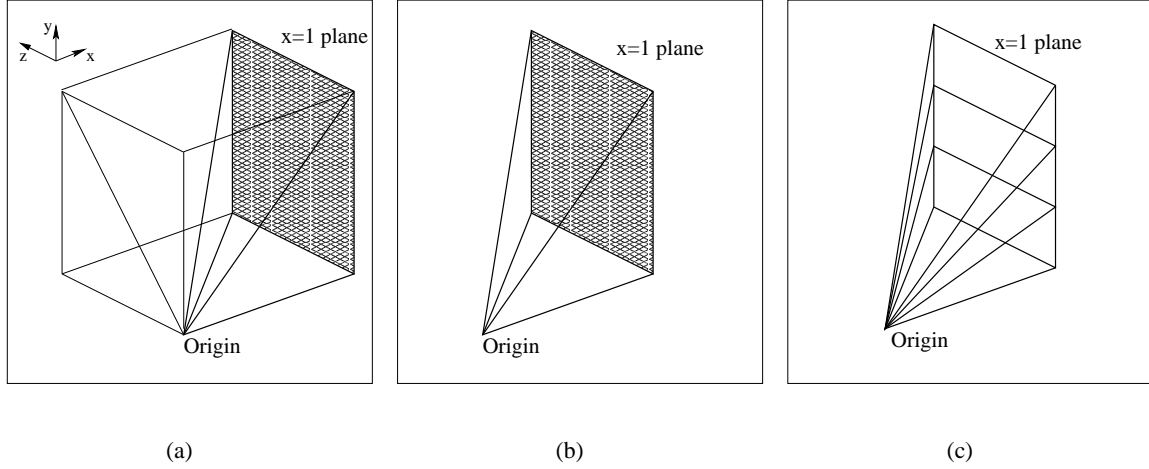 y
z
x
x=1 plane
Origin
x=1 plane
Origin
x=1 plane
Origin
(a)
(b)
(c)